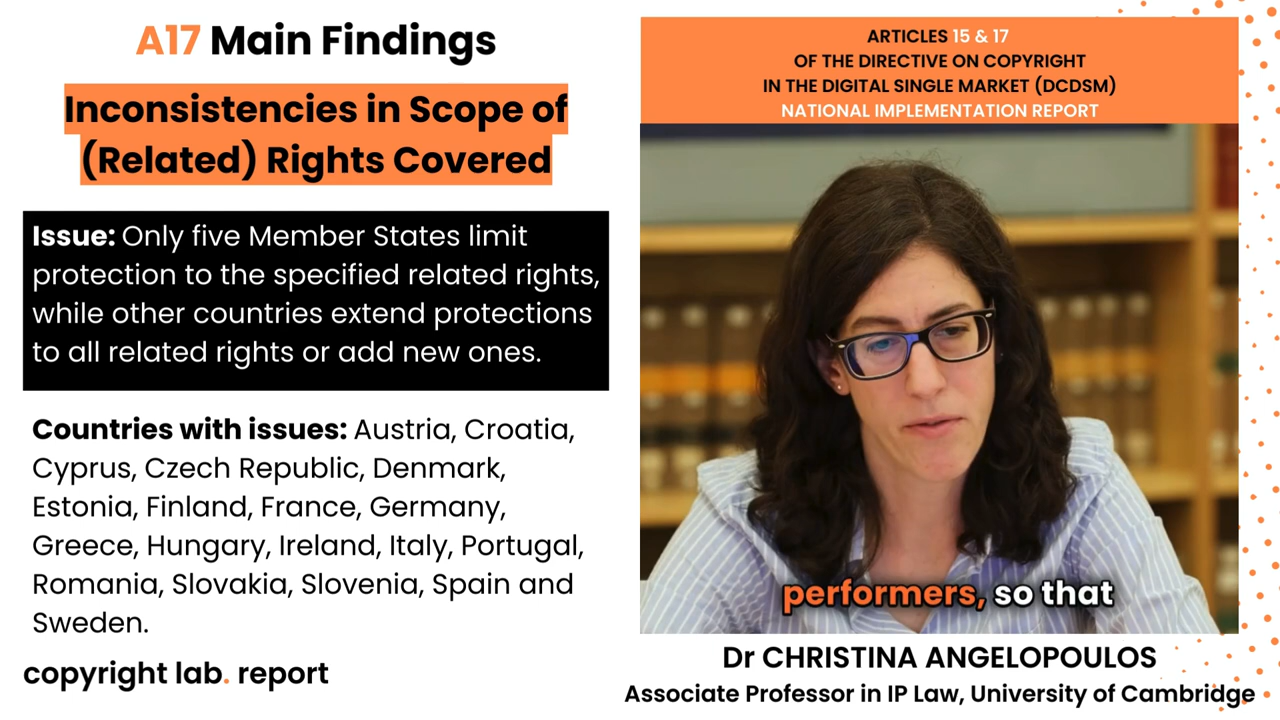 A17 Main Findings
Inconsistencies in Scope of
(Related) Rights Covered
Issue: Only five Member States limit
protection to the specified related rights,
while other countries extend protections
to all related rights or add new ones.
Countries with issues: Austria, Croatia,
Cyprus, Czech Republic, Denmark,
Estonia, Finland, France, Germany,
Greece, Hungary, Ireland, Italy, Portugal,
Romania, Slovakia, Slovenia, Spain and
Sweden.
copyright lab. report
ARTICLES 15 & 17
OF THE DIRECTIVE ON COPYRIGHT
IN THE DIGITAL SINGLE MARKET (DCDSM)
NATIONAL IMPLEMENTATION REPORT
performers, so that
Dr CHRISTINA ANGELOPOULOS
Associate Professor in IP Law, University of Cambridge